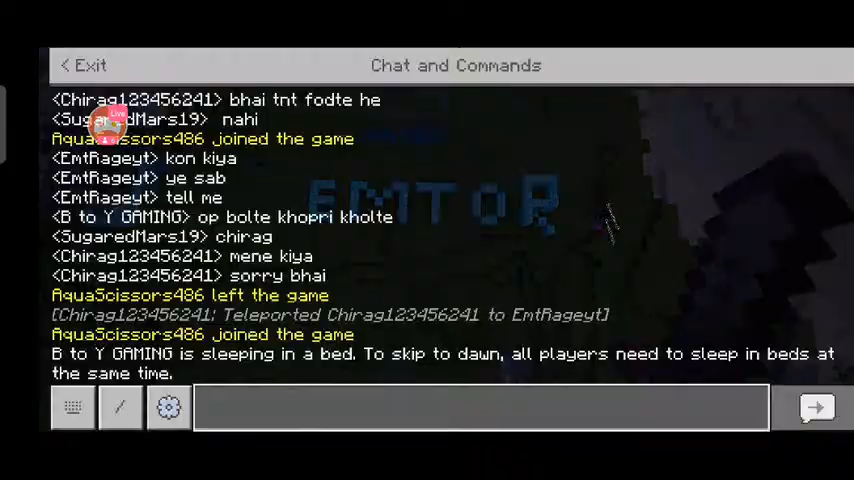 < Exit
Chat and Commands
<Chirag123456241> bhai tnt fodte he
<SugaredMars19> nahi
Live
AquaScissors486 joined the game
<EmtRageyt> kon kiya
<EmtRageyt> ye sab
<EmtRageyt> tell me
EMTOR
<B to Y GAMING> op bolte khopri kholte
<SugaredMars19> chirag
<Chirag123456241> mene kiya
<Chirag123456241> sorry bhai
AquaScissors486 left the game
[Chirag123456241: Teleported Chirag123456241 to EmtRageyt]
AquaScissors486 joined the game
B to Y GAMING is sleeping in a bed. To skip to dawn, all players need to sleep in beds at
the same time.
/